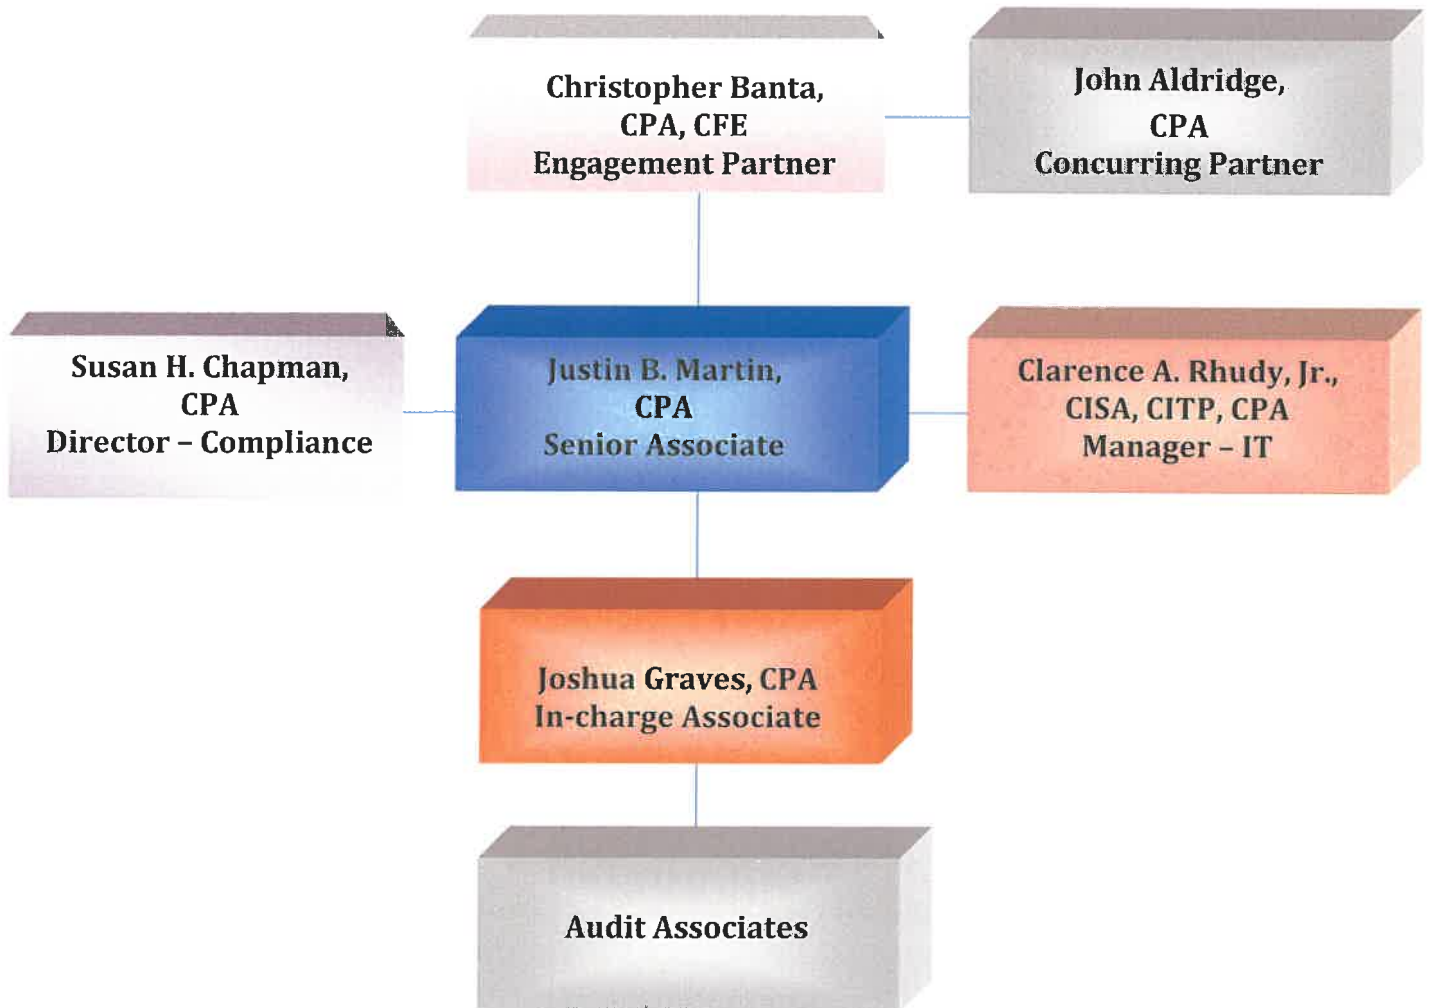 Christopher Banta,
CPA, CFE
Engagement Partner
John Aldridge,
CPA
Concurring Partner
Susan H. Chapman,
CPA
Director – Compliance
Justin B. Martin,
CPA
Senior Associate
Clarence A. Rhudy, Jr.,
CISA, CITP, CPA
Manager – IT
Joshua Graves, CPA
In-charge Associate
Audit Associates